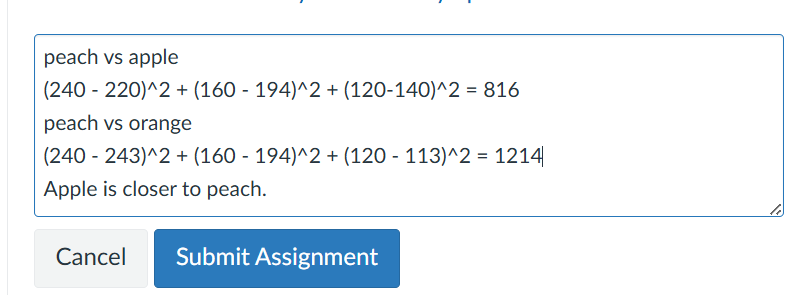 peach vs apple
(240 - 220)^2 + (160 - 194)^2 + (120-140)^2 = 816
peach vs orange
(240 - 243)^2 + (160 - 194)^2 + (120 - 113)^2 = 1214
Apple is closer to peach.
Cancel
Submit Assignment